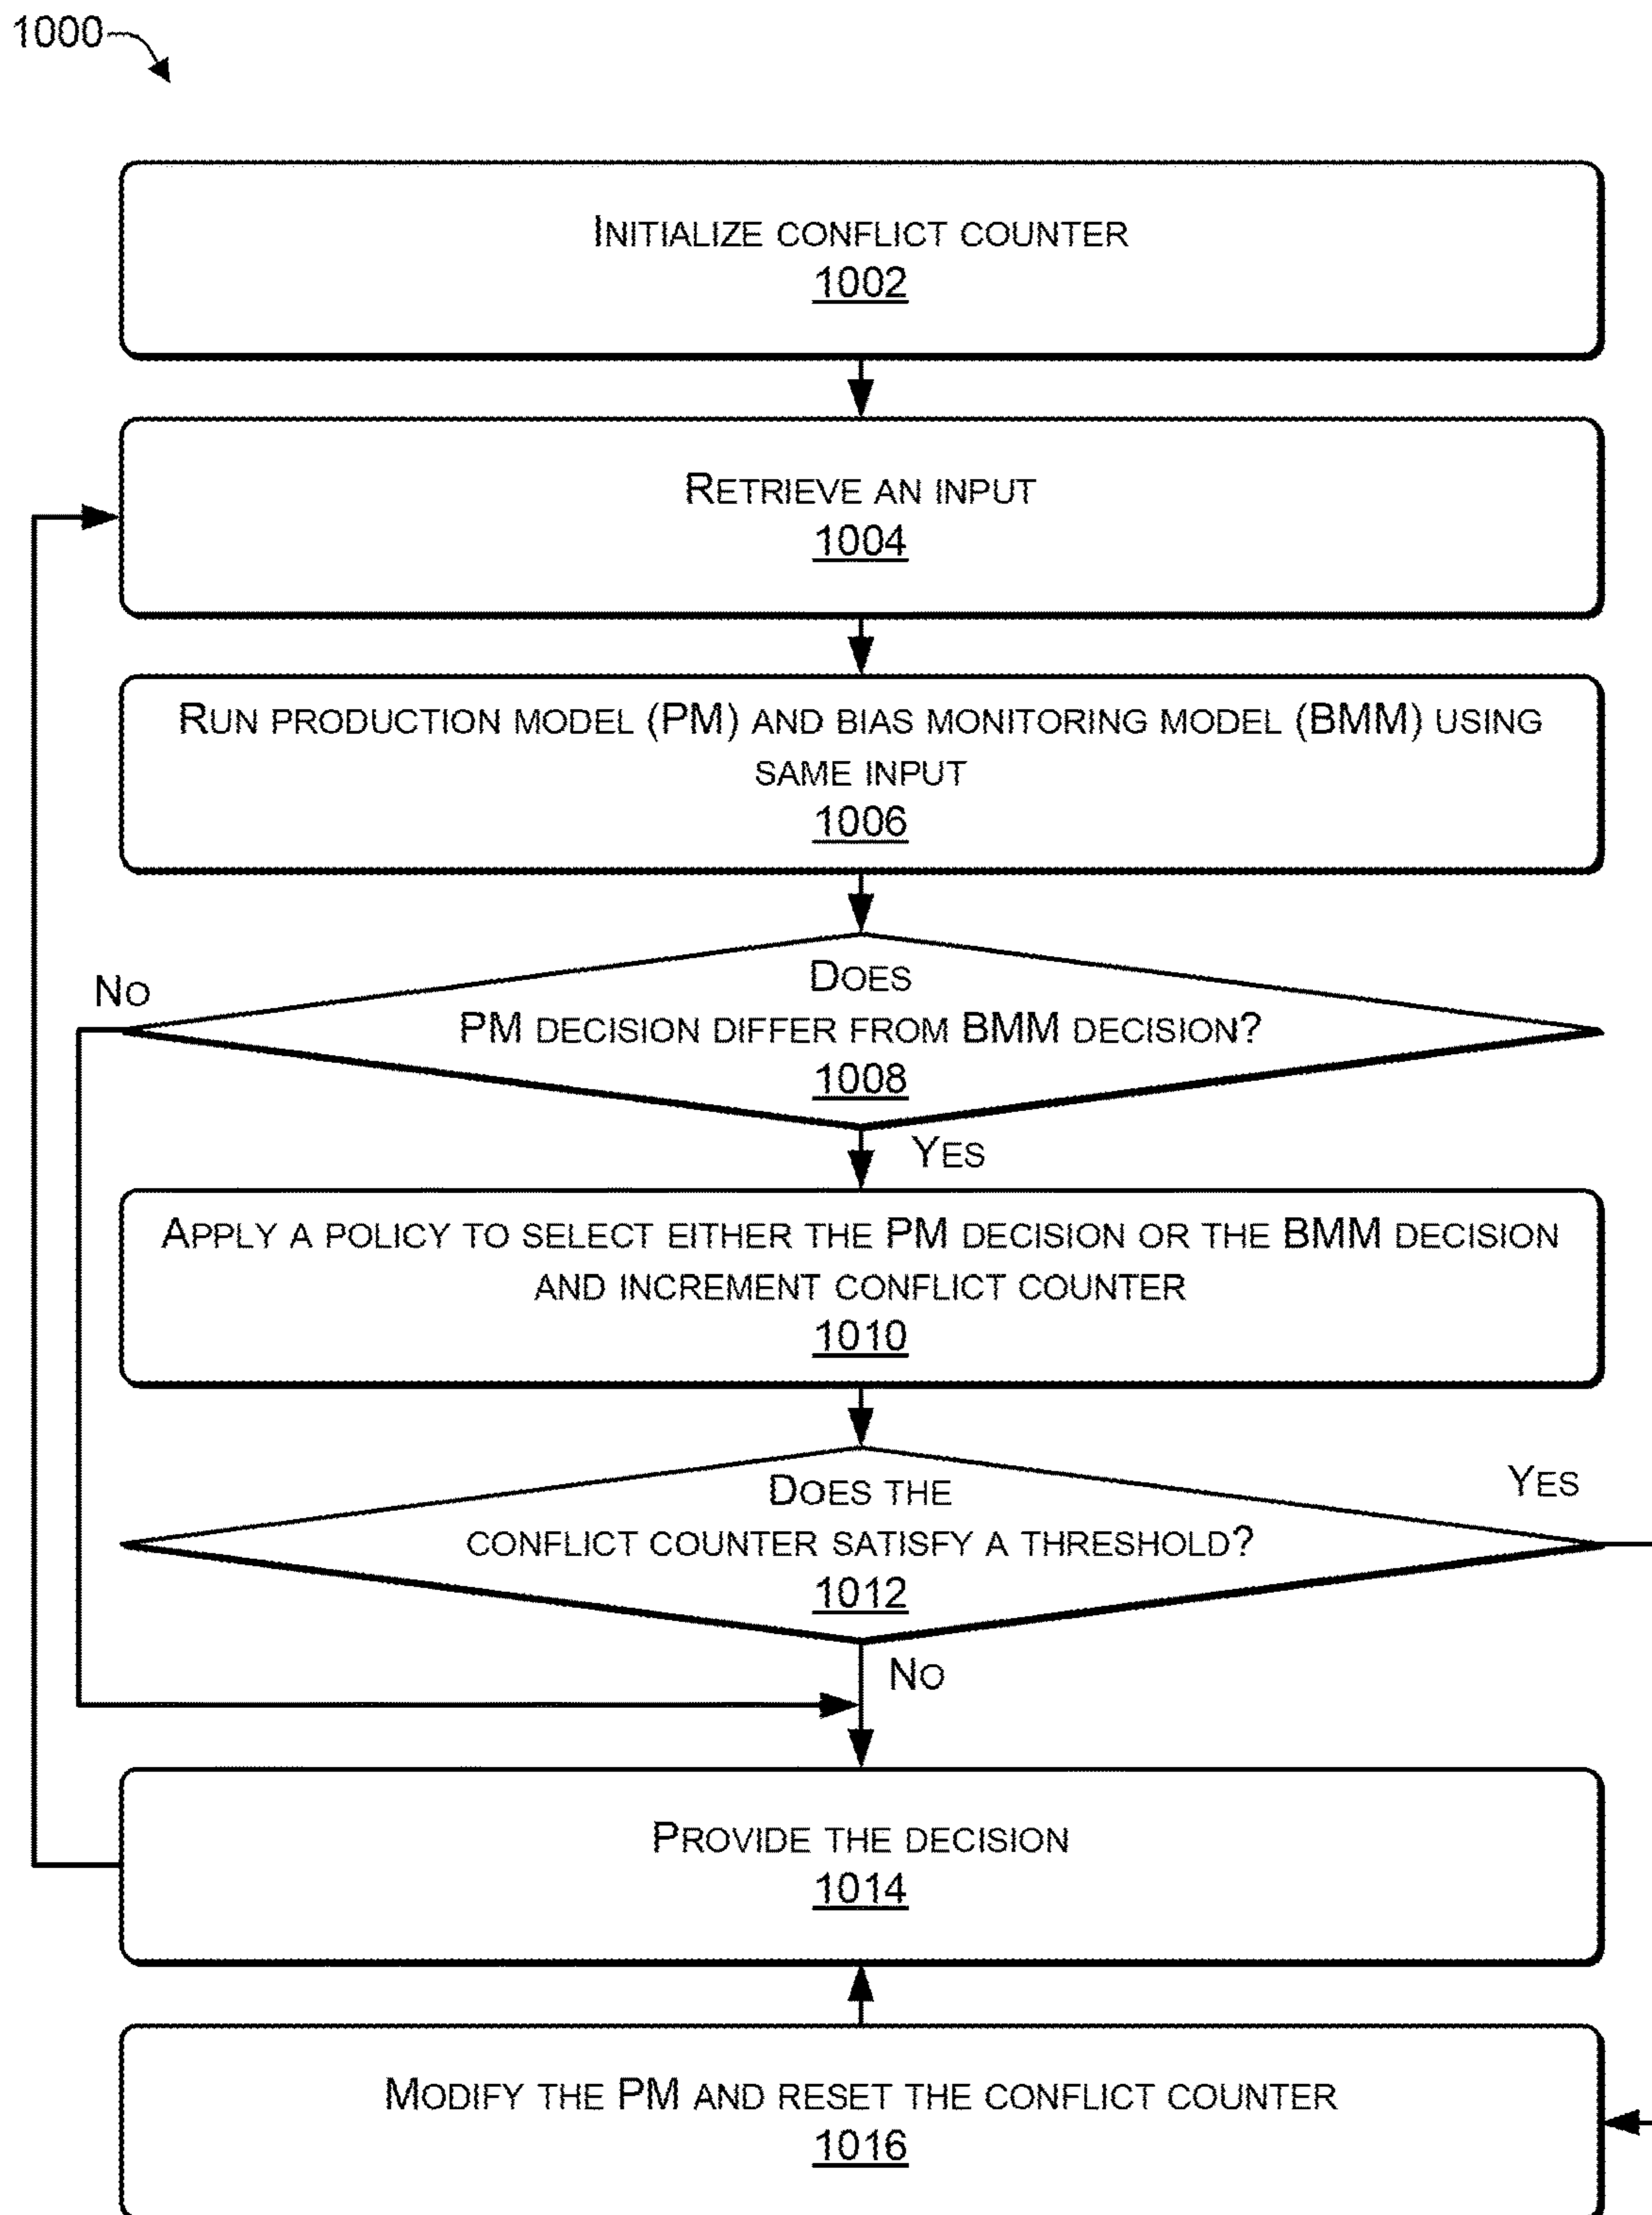 1000
INITIALIZE CONFLICT COUNTER
1002
RETRIEVE AN INPUT
1004
RUN PRODUCTION MODEL (PM) AND BIAS MONITORING MODEL (BMM) USING
SAME INPUT
1006
DOES
PM DECISION DIFFER FROM BMM DECISION?
1008
NO
YES
APPLY A POLICY TO SELECT EITHER THE PM DECISION OR THE BMM DECISION
AND INCREMENT CONFLICT COUNTER
1010
DOES THE
CONFLICT COUNTER SATISFY A THRESHOLD?
1012
YES
NO
PROVIDE THE DECISION
1014
MODIFY THE PM AND RESET THE CONFLICT COUNTER
1016